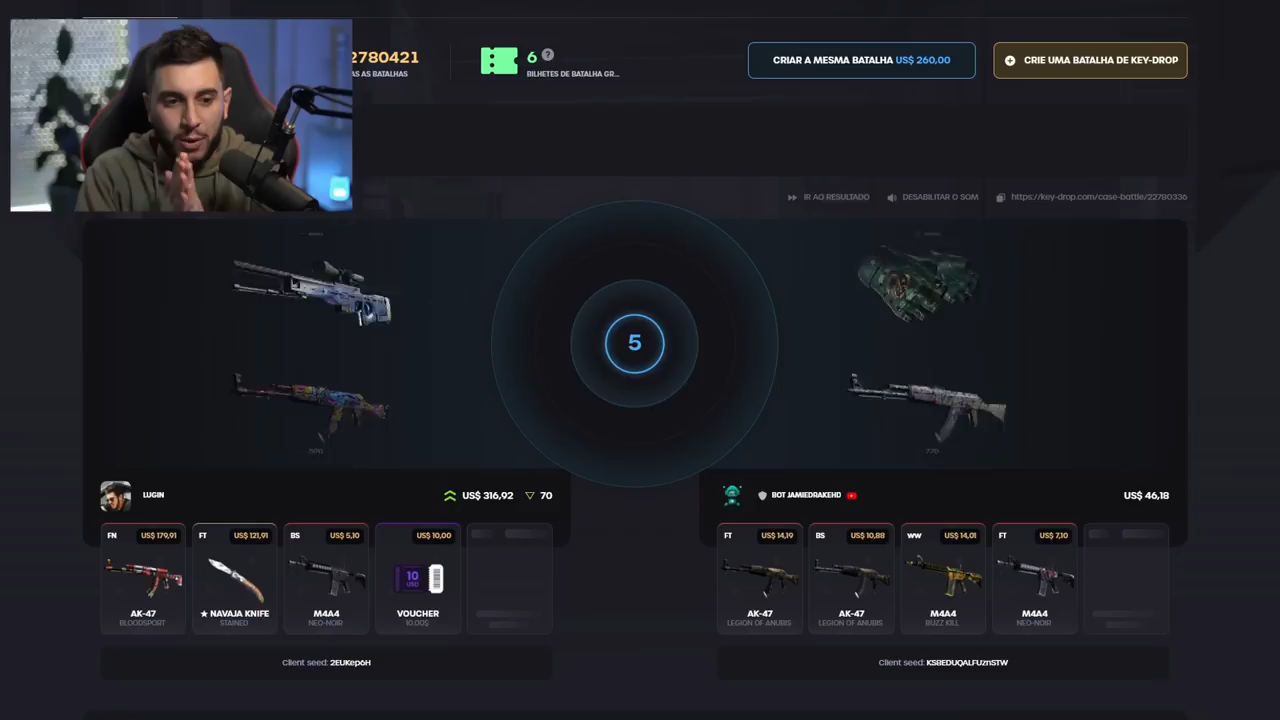 2780421
AS AS BATALHAS
6 ?
BILHETES DE BATALHA GR...
CRIAR A MESMA BATALHA US$ 260,00
CRIE UMA BATALHA DE KEY-DROP
IR AO RESULTADO
DESABILITAR O SOM
https://key-drop.com/case-battle/22780336
5
LUGIN
US$ 316,92
70
BOT JAMIEDRAKEHD
US$ 46,18
FN US$ 179,91
FT US$ 121,91
BS US$ 5,10
US$ 10,00
FT US$ 14,19
BS US$ 10,88
WW US$ 14,01
FT US$ 7,10
10
USD
AK-47
BLOODSPORT
★ NAVAJA KNIFE
STAINED
M4A4
NEO-NOIR
VOUCHER
10.00$
AK-47
LEGION OF ANUBIS
AK-47
LEGION OF ANUBIS
M4A4
BUZZ KILL
M4A4
NEO-NOIR
Client seed: 2EUKep6H
Client seed: KSBEDUQALFUznSTW